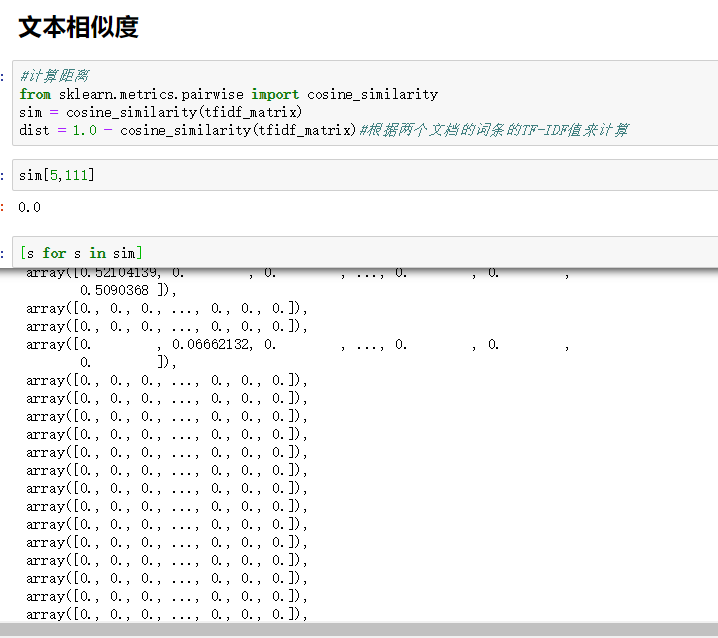 文本相似度
:
#计算距离
from sklearn.metrics.pairwise import cosine_similarity
sim = cosine_similarity(tfidf_matrix)
dist = 1.0 - cosine_similarity(tfidf_matrix)#根据两个文档的词条的TF-IDF值来计算
: sim[5,111]
: 0.0
: [s for s in sim]
array([0.52104139, 0.        , 0.        , ..., 0.        , 0.        ,
0.5090368 ]),
array([0., 0., 0., ..., 0., 0., 0.]),
array([0., 0., 0., ..., 0., 0., 0.]),
array([0.        , 0.06662132, 0.        , ..., 0.        , 0.        ,
0.        ]),
array([0., 0., 0., ..., 0., 0., 0.]),
array([0., 0., 0., ..., 0., 0., 0.]),
array([0., 0., 0., ..., 0., 0., 0.]),
array([0., 0., 0., ..., 0., 0., 0.]),
array([0., 0., 0., ..., 0., 0., 0.]),
array([0., 0., 0., ..., 0., 0., 0.]),
array([0., 0., 0., ..., 0., 0., 0.]),
array([0., 0., 0., ..., 0., 0., 0.]),
array([0., 0., 0., ..., 0., 0., 0.]),
array([0., 0., 0., ..., 0., 0., 0.]),
array([0., 0., 0., ..., 0., 0., 0.]),
array([0., 0., 0., ..., 0., 0., 0.]),
array([0., 0., 0., ..., 0., 0., 0.]),
array([0., 0., 0., ..., 0., 0., 0.]),